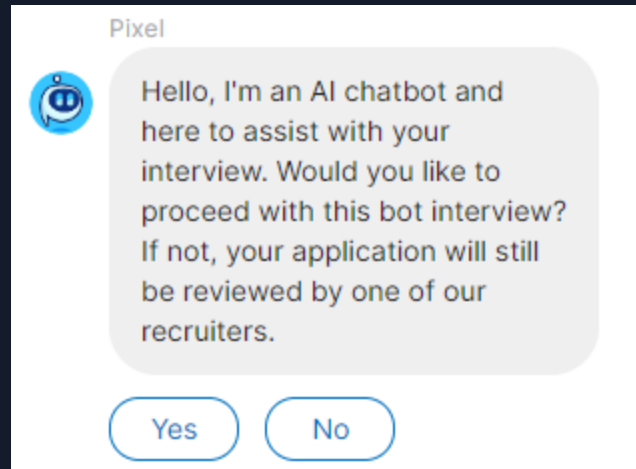 Pixel
Hello, I'm an AI chatbot and
here to assist with your
interview. Would you like to
proceed with this bot interview?
If not, your application will still
be reviewed by one of our
recruiters.
Yes
No